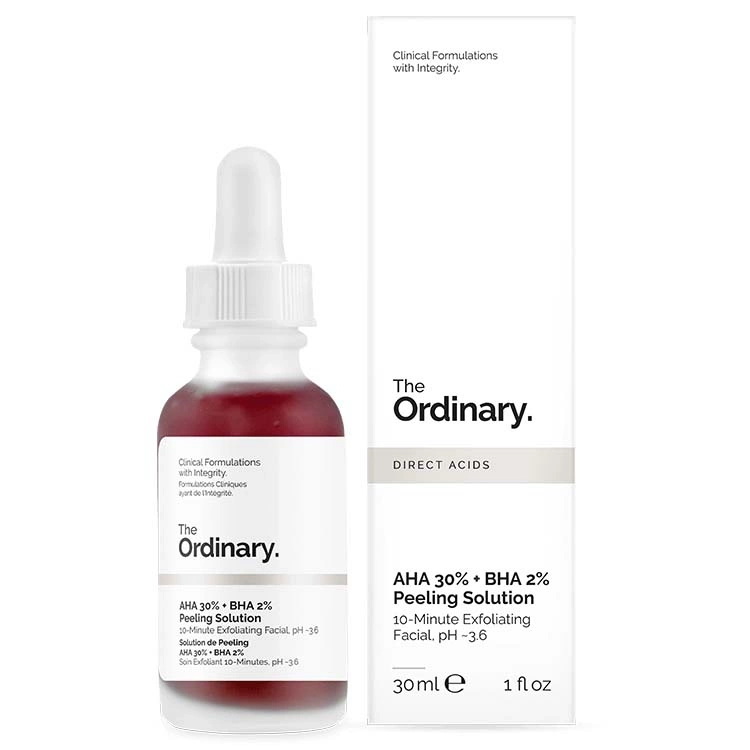 Clinical Formulations
with Integrity.
The
Ordinary.
DIRECT ACIDS
AHA 30% + BHA 2%
Peeling Solution
10-Minute Exfoliating
Facial, pH ~3.6
30 ml ℮ 1 fl oz
Clinical Formulations
with Integrity.
Formulations Cliniques
ayant de l'Intégrité.
The
Ordinary.
AHA 30% + BHA 2%
Peeling Solution
10-Minute Exfoliating Facial, pH ~3.6
Solution de Peeling
AHA 30% + BHA 2%
Soin Exfoliant 10-Minutes, pH ~3.6